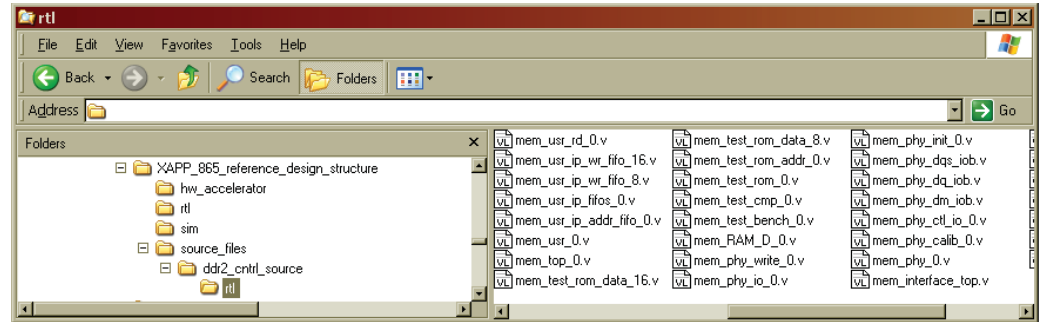 rtl
File Edit View Favorites Tools Help
Back Search Folders
Address Go
Folders
XAPP_865_reference_design_structure
hw_accelerator
rtl
sim
source_files
ddr2_cntrl_source
rtl
mem_usr_rd_0.v
mem_usr_ip_wr_fifo_16.v
mem_usr_ip_wr_fifo_8.v
mem_usr_ip_fifos_0.v
mem_usr_ip_addr_fifo_0.v
mem_usr_0.v
mem_top_0.v
mem_test_rom_data_16.v
mem_test_rom_data_8.v
mem_test_rom_addr_0.v
mem_test_rom_0.v
mem_test_cmp_0.v
mem_test_bench_0.v
mem_RAM_D_0.v
mem_phy_write_0.v
mem_phy_io_0.v
mem_phy_init_0.v
mem_phy_dqs_iob.v
mem_phy_dq_iob.v
mem_phy_dm_iob.v
mem_phy_ctl_io_0.v
mem_phy_calib_0.v
mem_phy_0.v
mem_interface_top.v